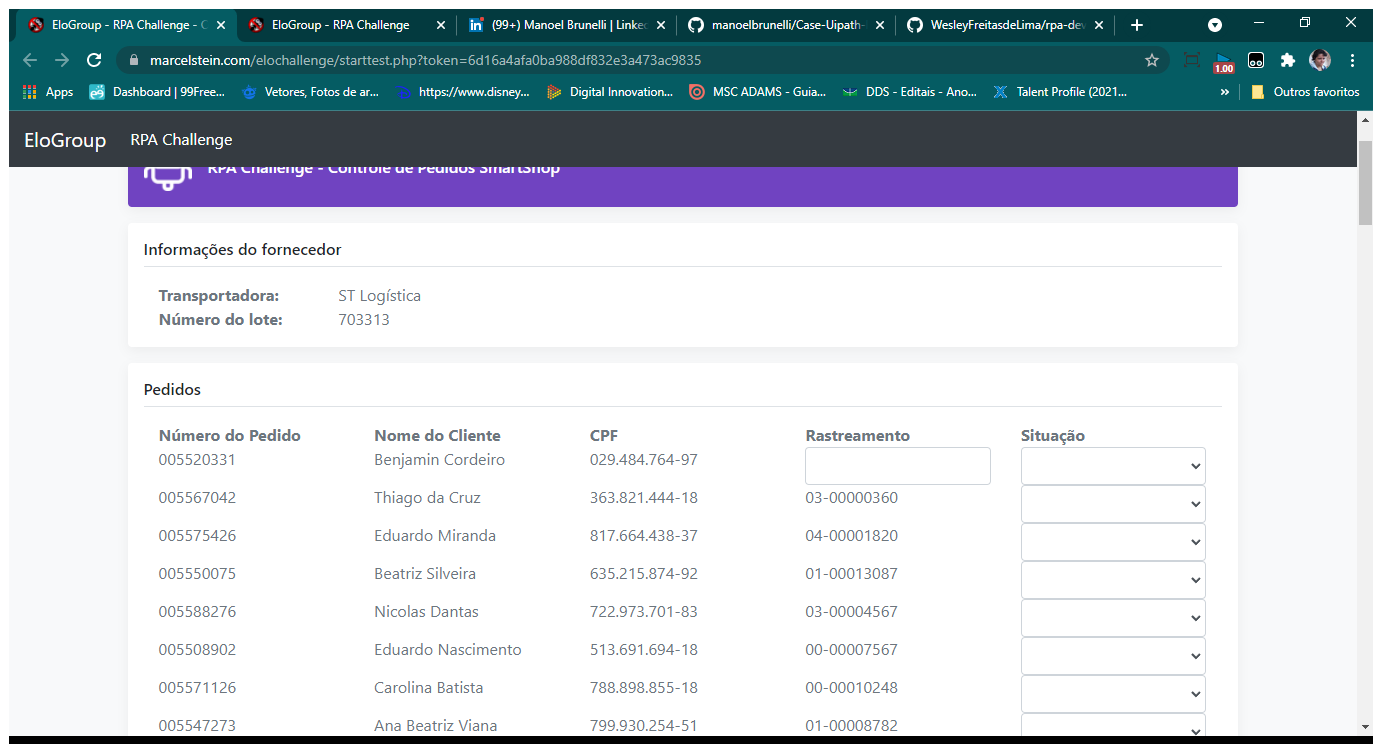 EloGroup - RPA Challenge - C
EloGroup - RPA Challenge
(99+) Manoel Brunelli | Linked
manoelbrunelli/Case-Uipath-
WesleyFreitasdeLima/rpa-dev
marcelstein.com/elochallenge/starttest.php?token=6d16a4afa0ba988df832e3a473ac9835
1.00
Apps
Dashboard | 99Free...
Vetores, Fotos de ar...
https://www.disney...
Digital Innovation...
MSC ADAMS - Guia...
DDS - Editais - Ano...
Talent Profile (2021...
»
Outros favoritos
EloGroup RPA Challenge
RPA Challenge - Controle de Pedidos SmartShop
Informações do fornecedor
Transportadora: ST Logística
Número do lote: 703313
Pedidos
Número do Pedido Nome do Cliente CPF Rastreamento Situação
005520331 Benjamin Cordeiro 029.484.764-97
005567042 Thiago da Cruz 363.821.444-18 03-00000360
005575426 Eduardo Miranda 817.664.438-37 04-00001820
005550075 Beatriz Silveira 635.215.874-92 01-00013087
005588276 Nicolas Dantas 722.973.701-83 03-00004567
005508902 Eduardo Nascimento 513.691.694-18 00-00007567
005571126 Carolina Batista 788.898.855-18 00-00010248
005547273 Ana Beatriz Viana 799.930.254-51 01-00008782